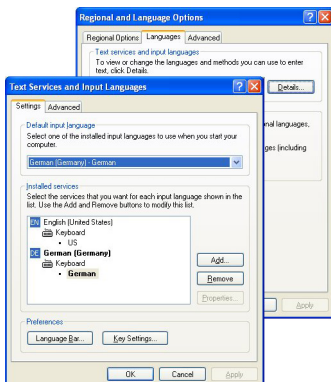 Regional and Language Options
Regional Options
Languages
Advanced
Text services and input languages
To view or change the languages and methods you can use to enter
text, click Details.
Details...
nal languages.
ges (including
Apply
Text Services and Input Languages
Settings
Advanced
Default input language
Select one of the installed input languages to use when you start your
computer.
German (Germany) - German
Installed services
Select the services that you want for each input language shown in the
list. Use the Add and Remove buttons to modify this list.
EN English (United States)
Keyboard
• US
DE German (Germany)
Keyboard
• German
Add...
Remove
Properties...
Preferences
Language Bar...
Key Settings...
OK
Cancel
Apply